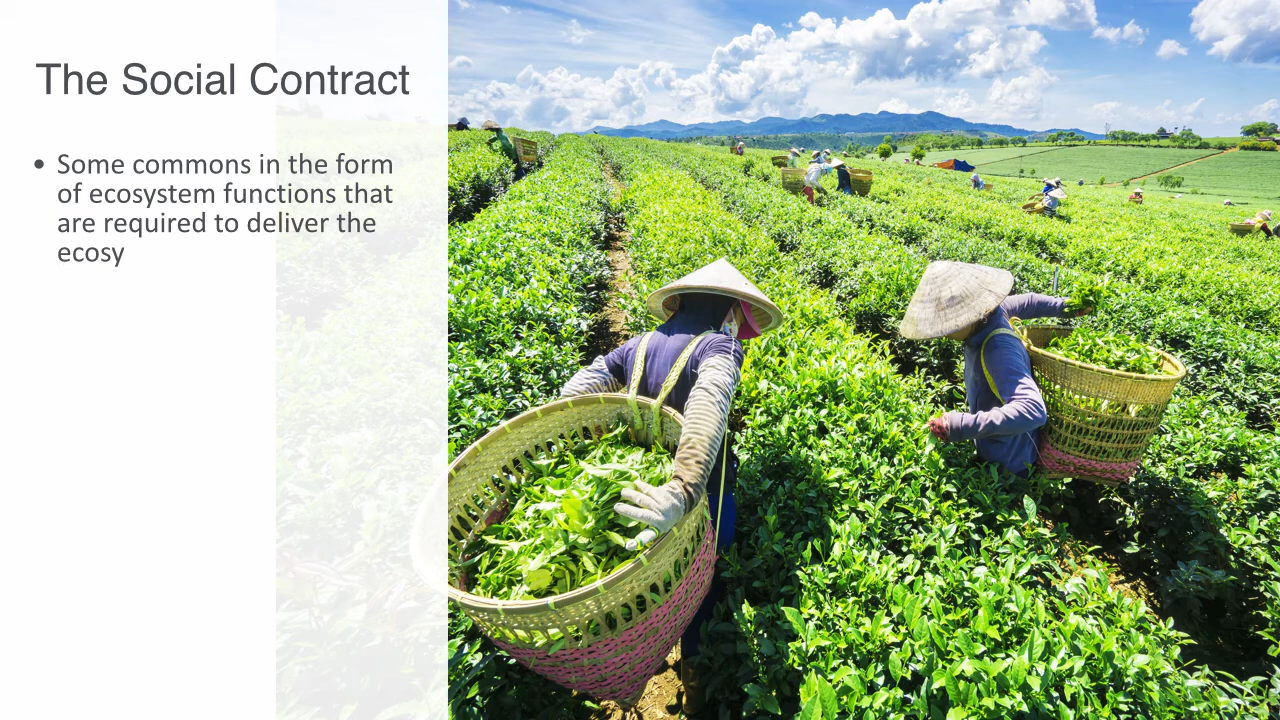 The Social Contract
• Some commons in the form
of ecosystem functions that
are required to deliver the
ecosy